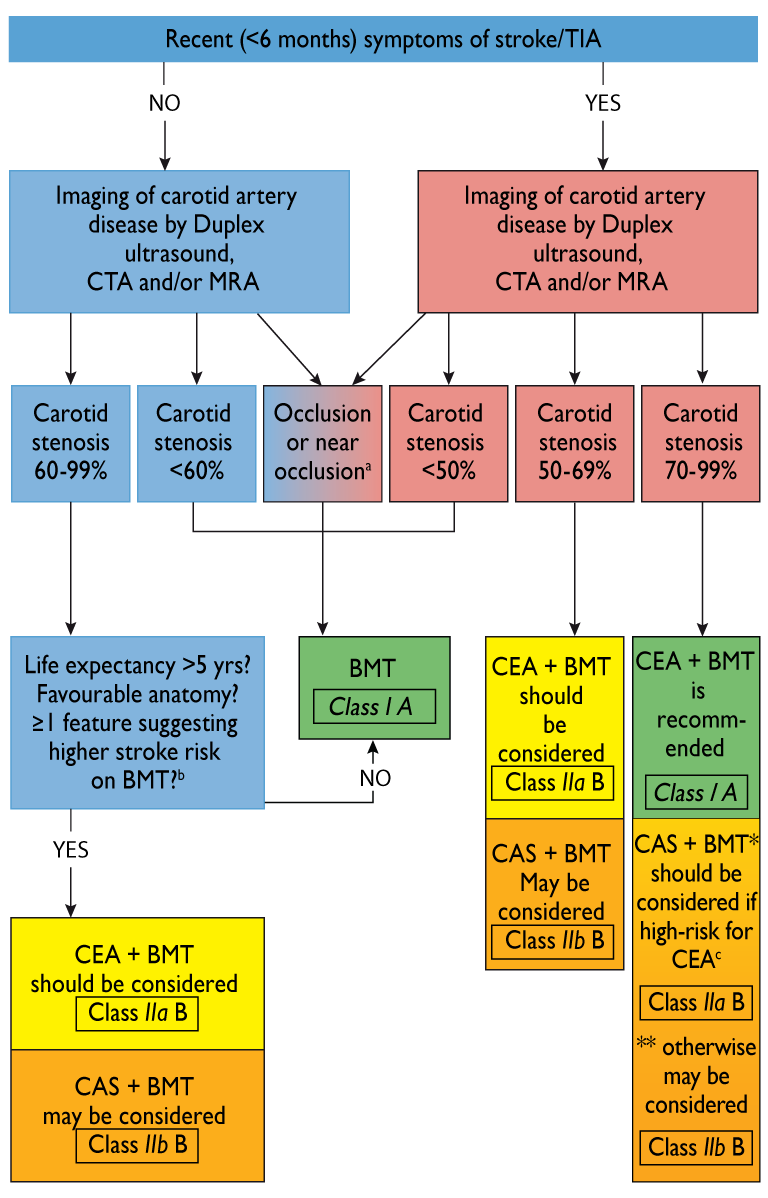 Recent (<6 months) symptoms of stroke/TIA
NO
YES
Imaging of carotid artery
disease by Duplex
ultrasound,
CTA and/or MRA
Imaging of carotid artery
disease by Duplex
ultrasound,
CTA and/or MRA
Carotid
stenosis
60-99%
Carotid
stenosis
<60%
Occlusion
or near
occlusionᵃ
Carotid
stenosis
<50%
Carotid
stenosis
50-69%
Carotid
stenosis
70-99%
Life expectancy >5 yrs?
Favourable anatomy?
≥1 feature suggesting
higher stroke risk
on BMT?ᵇ
BMT
Class I A
NO
YES
CEA + BMT
should be considered
Class IIa B
CAS + BMT
may be considered
Class IIb B
CEA + BMT
should
be
considered
Class IIa B
CAS + BMT
May be
considered
Class IIb B
CEA + BMT
is
recomm-
ended
Class I A
CAS + BMT*
should be
considered if
high-risk for
CEAᶜ
Class IIa B
** otherwise
may be
considered
Class IIb B